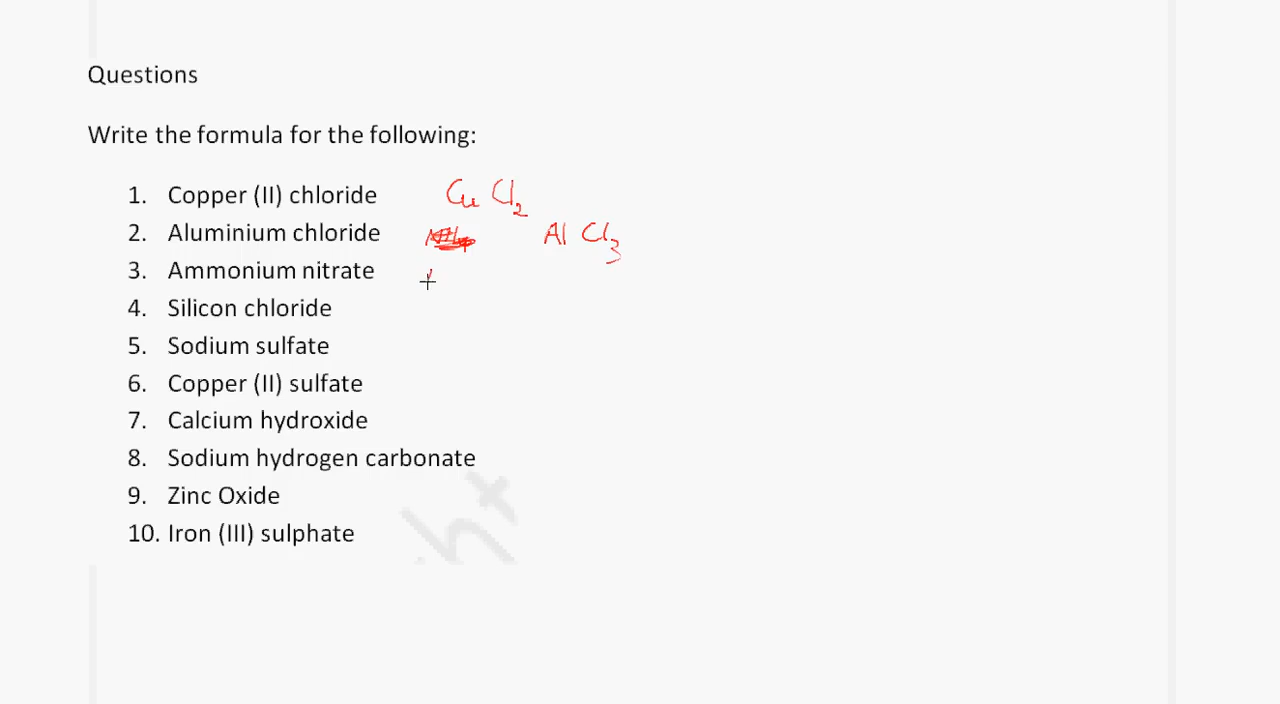 Questions
Write the formula for the following:
1. Copper (II) chloride Cu Cl2
2. Aluminium chloride Al Cl3
3. Ammonium nitrate
4. Silicon chloride
5. Sodium sulfate
6. Copper (II) sulfate
7. Calcium hydroxide
8. Sodium hydrogen carbonate
9. Zinc Oxide
10. Iron (III) sulphate